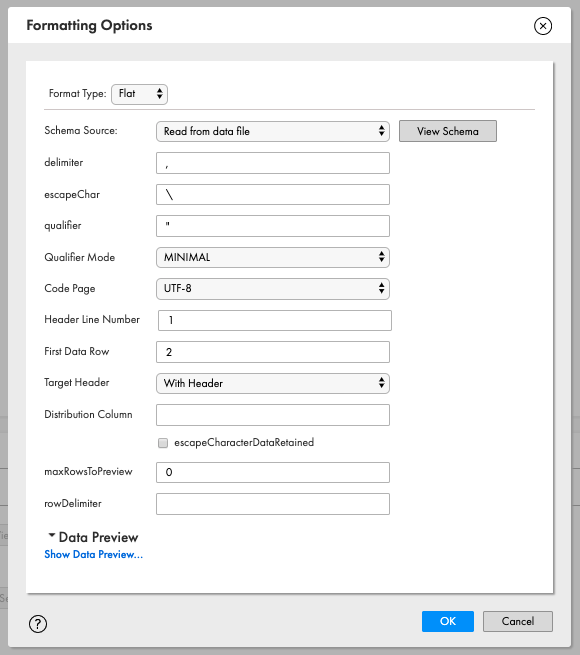 Formatting Options
Format Type: Flat
Schema Source: Read from data file View Schema
delimiter ,
escapeChar \
qualifier "
Qualifier Mode MINIMAL
Code Page UTF-8
Header Line Number 1
First Data Row 2
Target Header With Header
Distribution Column
escapeCharacterDataRetained
maxRowsToPreview 0
rowDelimiter
Data Preview
Show Data Preview...
? OK Cancel